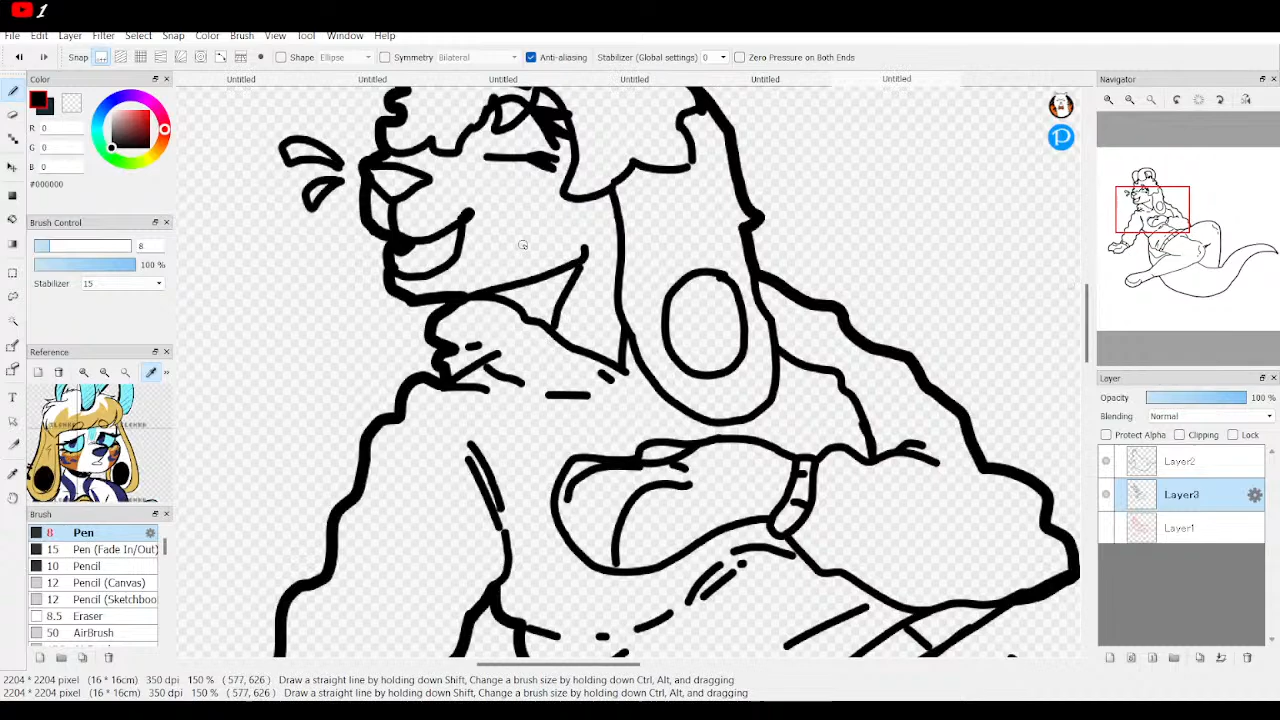 1
File Edit Layer Filter Select Snap Color Brush View Tool Window Help
Snap Shape Ellipse Symmetry Bilateral Anti-aliasing Stabilizer (Global settings) 0 Zero Pressure on Both Ends
Untitled Untitled Untitled Untitled Untitled Untitled
Color
R 0
G 0
B 0
#000000
Brush Control
8
100 %
Stabilizer 15
Reference
Brush
8 Pen
15 Pen (Fade In/Out)
10 Pencil
12 Pencil (Canvas)
12 Pencil (Sketchboo
8.5 Eraser
50 AirBrush
Navigator
Layer
Opacity 100 %
Blending Normal
Protect Alpha Clipping Lock
Layer2
Layer3
Layer1
2204 * 2204 pixel (16 * 16cm) 350 dpi 150 % ( 577, 626 ) Draw a straight line by holding down Shift, Change a brush size by holding down Ctrl, Alt, and dragging
2204 * 2204 pixel (16 * 16cm) 350 dpi 150 % ( 577, 626 ) Draw a straight line by holding down Shift, Change a brush size by holding down Ctrl, Alt, and dragging